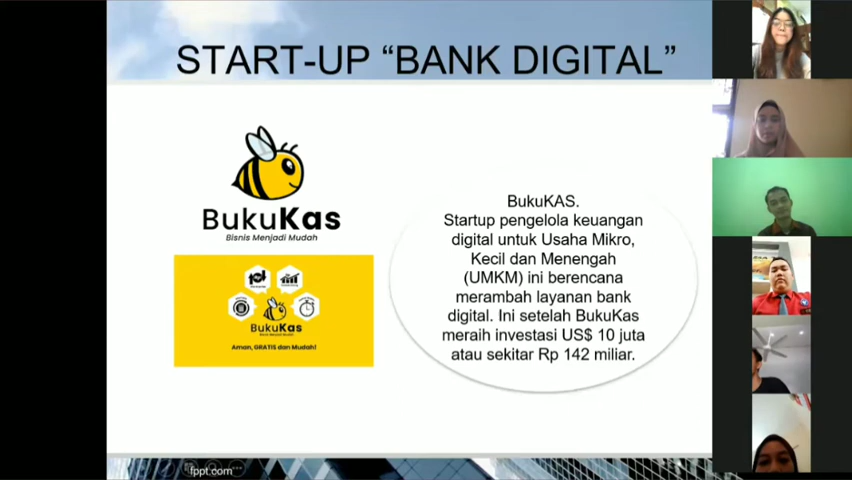 START-UP “BANK DIGITAL”
BukuKas
Bisnis Menjadi Mudah
BukuKas
Aman, GRATIS dan Mudah!
BukuKAS.
Startup pengelola keuangan
digital untuk Usaha Mikro,
Kecil dan Menengah
(UMKM) ini berencana
merambah layanan bank
digital. Ini setelah BukuKas
meraih investasi US$ 10 juta
atau sekitar Rp 142 miliar.
fppt.com